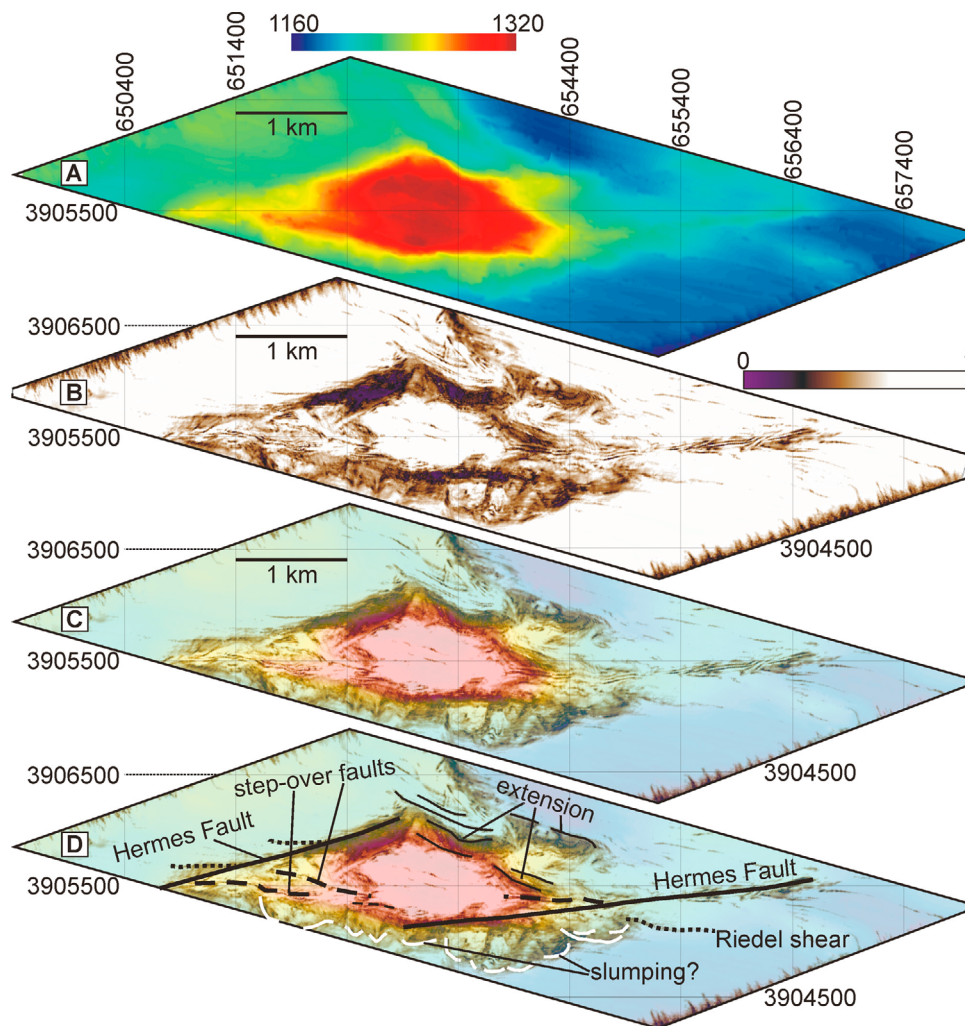 1160 1320
650400
651400
654400
655400
656400
657400
1 km
A
3905500
3906500
1 km
0
B
3905500
3904500
3906500
1 km
C
3905500
3904500
3906500
step-over faults
extension
Hermes Fault
D
3905500
Hermes Fault
Riedel shear
slumping?
3904500